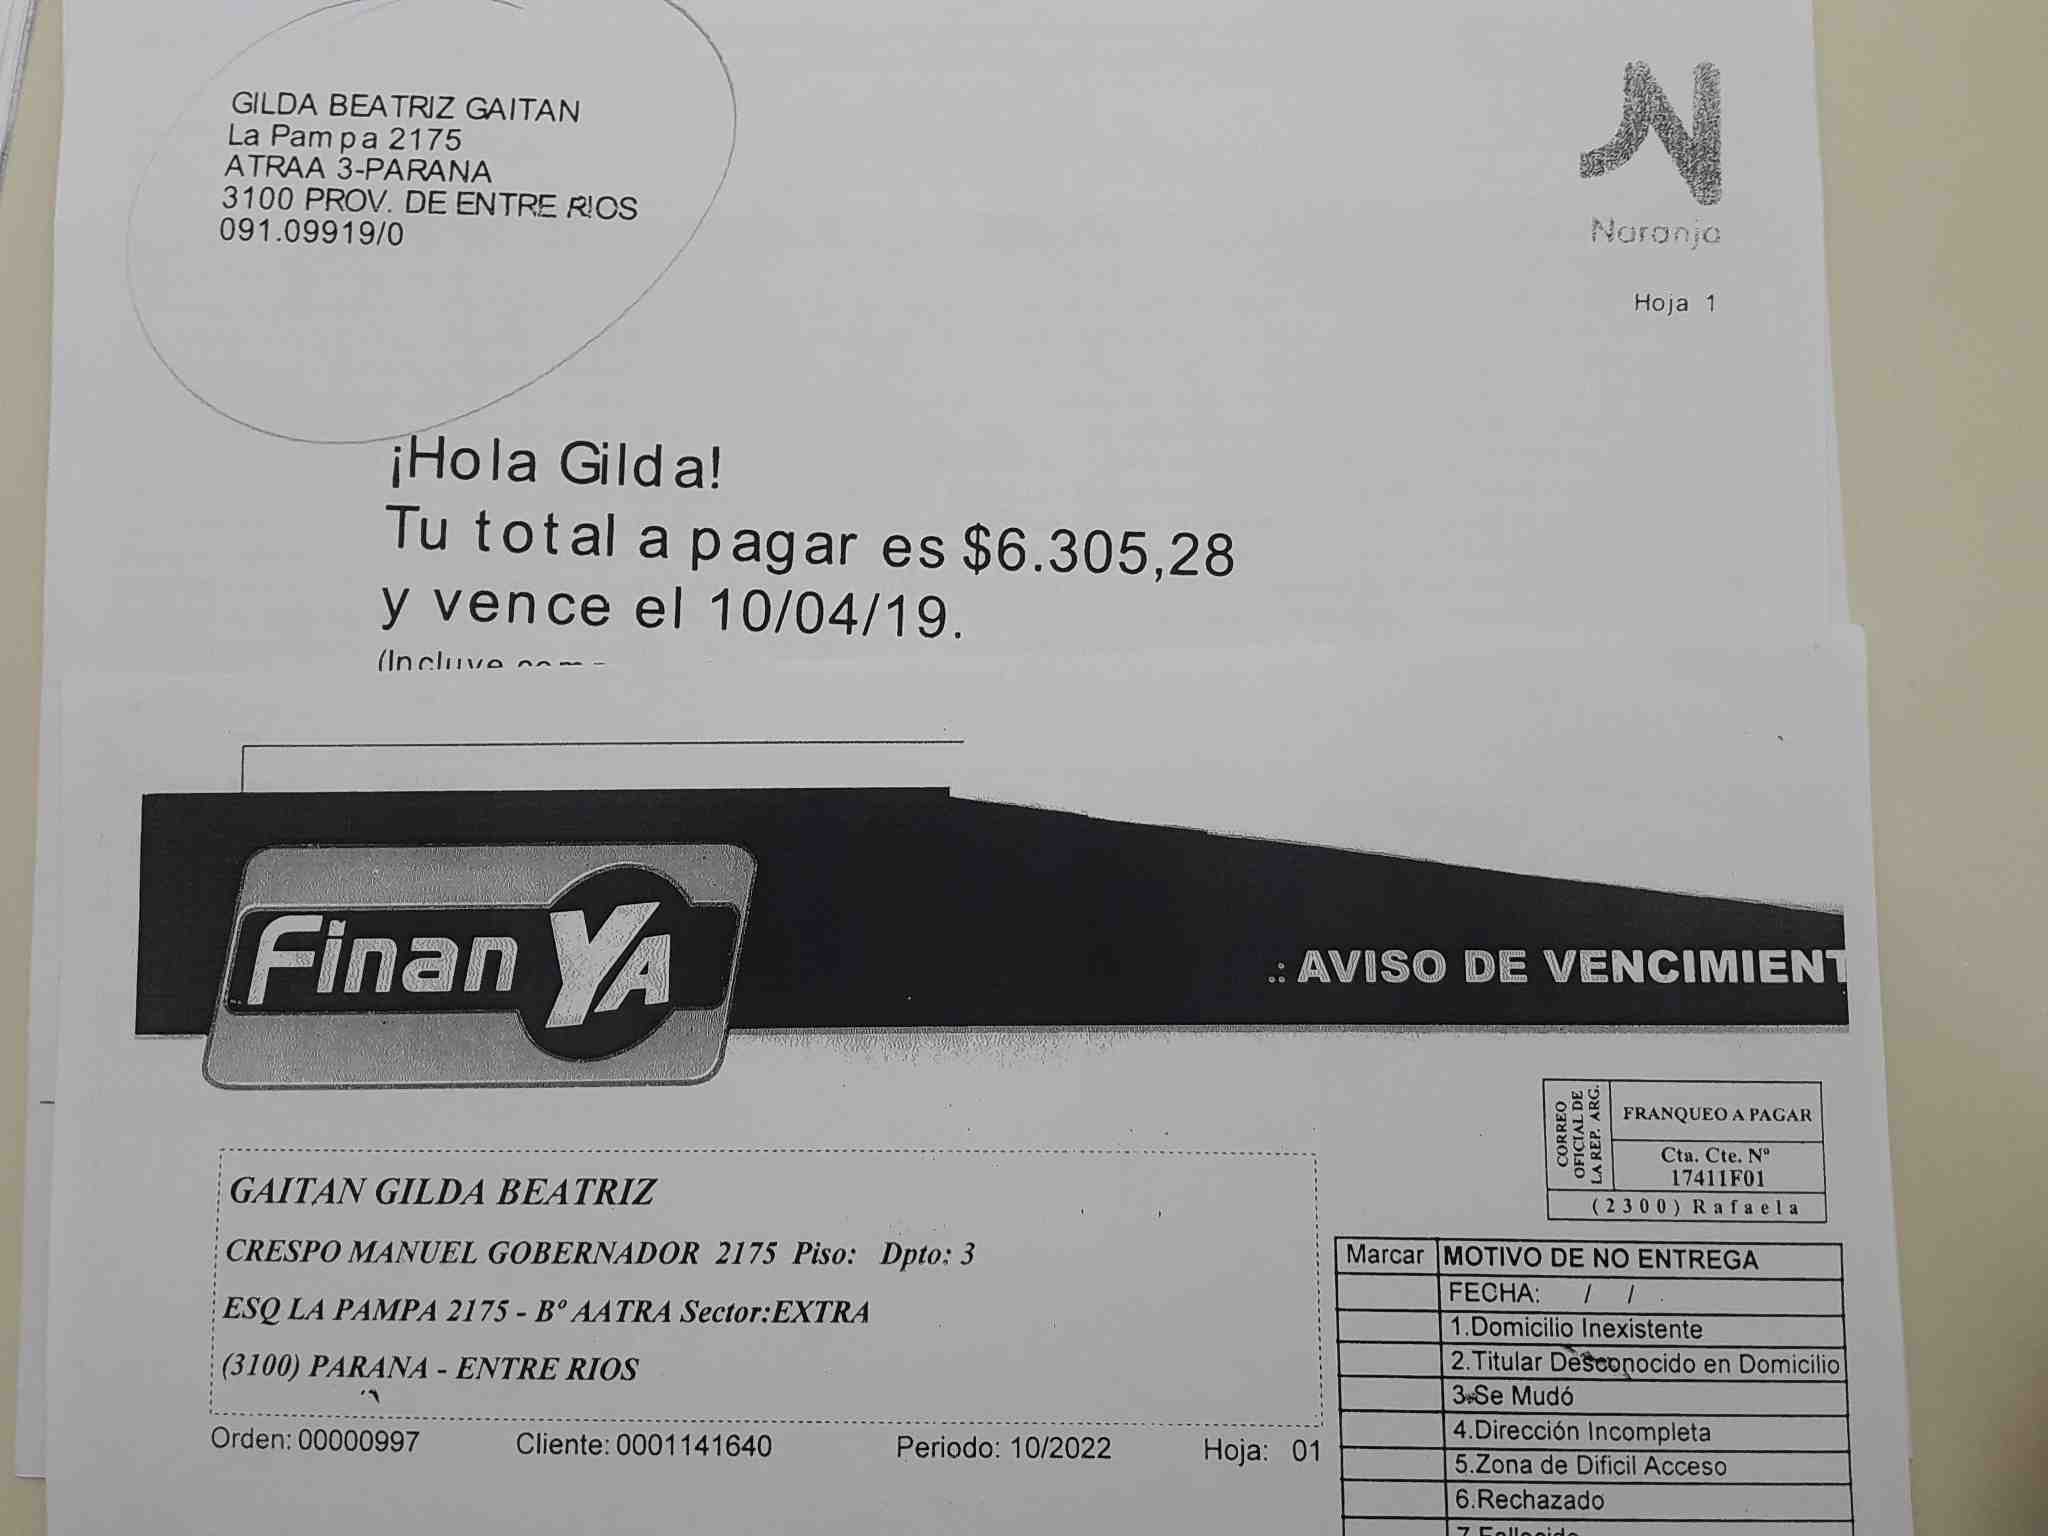 GILDA BEATRIZ GAITAN
La Pampa 2175
ATRAA 3-PARANA
3100 PROV. DE ENTRE RIOS
091.09919/0
Naranja
Hoja 1
¡Hola Gilda!
Tu total a pagar es $6.305,28
y vence el 10/04/19.
(Incluye
FinanYA
.: AVISO DE VENCIMIENT
CORREO
OFICIAL DE
LA REP. ARG.
FRANQUEO A PAGAR
Cta. Cte. Nº
17411F01
(2300) Rafaela
GAITAN GILDA BEATRIZ
CRESPO MANUEL GOBERNADOR 2175 Piso: Dpto: 3
ESQ LA PAMPA 2175 - Bº AATRA Sector:EXTRA
(3100) PARANA - ENTRE RIOS
Orden: 00000997 Cliente: 0001141640 Periodo: 10/2022 Hoja: 01
Marcar MOTIVO DE NO ENTREGA
FECHA: / /
1.Domicilio Inexistente
2.Titular Desconocido en Domicilio
3.Se Mudó
4.Dirección Incompleta
5.Zona de Dificil Acceso
6.Rechazado